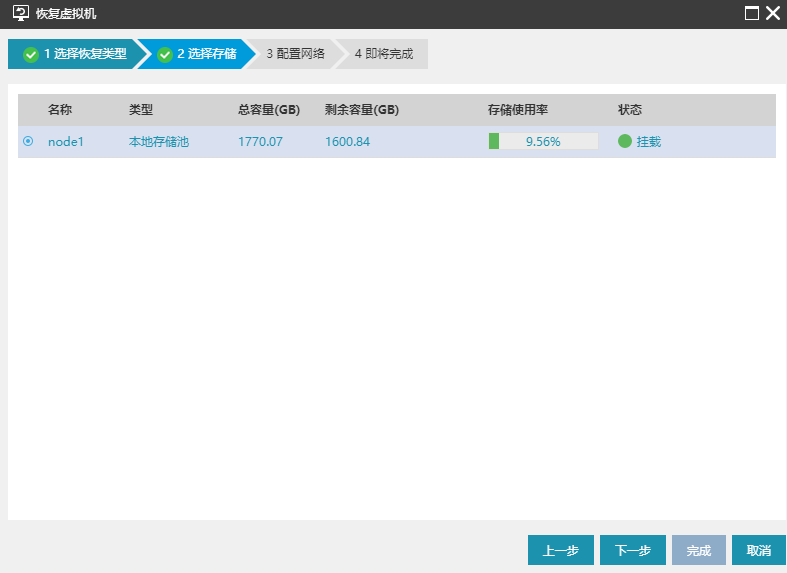 恢复虚拟机
1 选择恢复类型 2 选择存储 3 配置网络 4 即将完成
名称 类型 总容量(GB) 剩余容量(GB) 存储使用率 状态
node1 本地存储池 1770.07 1600.84 9.56% 挂载
上一步 下一步 完成 取消